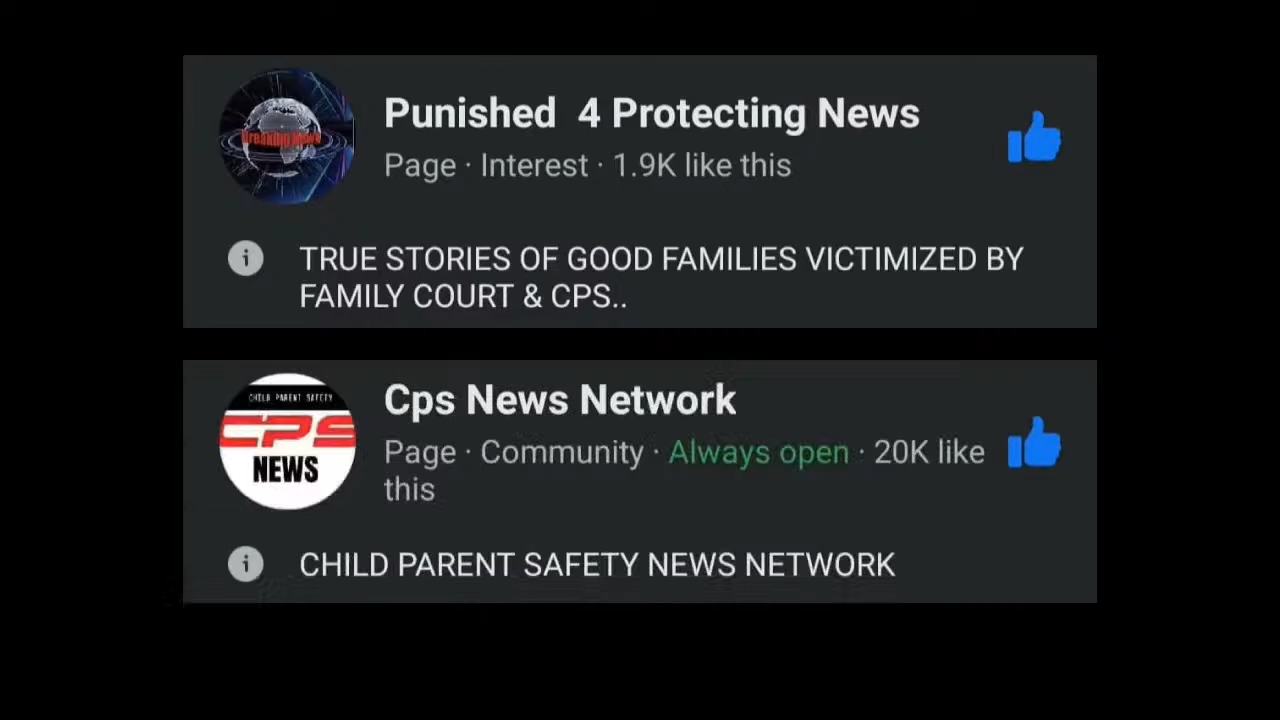 Breaking News
Punished 4 Protecting News
Page · Interest · 1.9K like this
TRUE STORIES OF GOOD FAMILIES VICTIMIZED BY
FAMILY COURT & CPS..
CHILD PARENT SAFETY
CPS
NEWS
Cps News Network
Page · Community · Always open · 20K like
this
CHILD PARENT SAFETY NEWS NETWORK